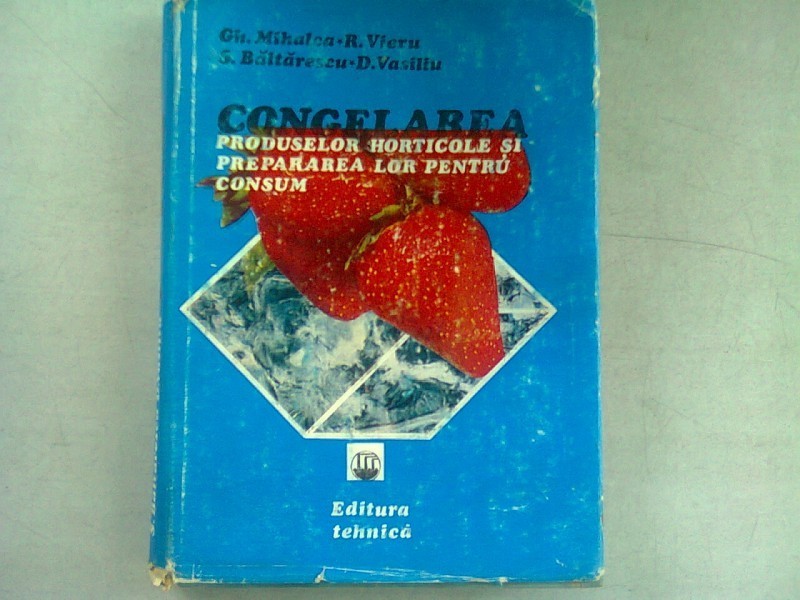 Gh. Mihalca • R. Vieru
S. Băltărescu • D. Vasiliu
CONGELAREA
PRODUSELOR HORTICOLE ȘI
PREPARAREA LOR PENTRU
CONSUM
Editura
tehnică